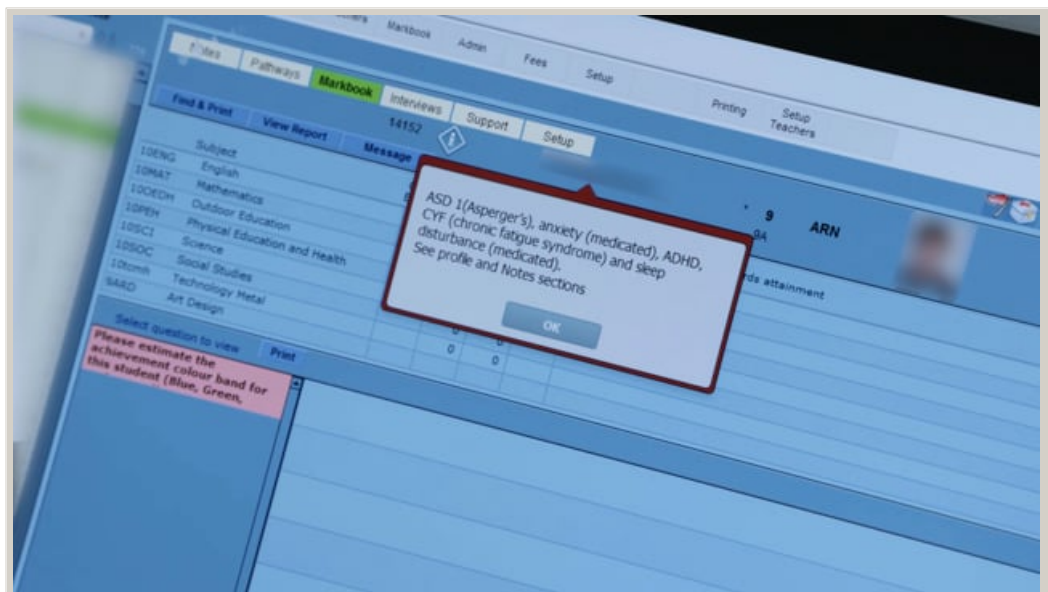 Markbook Admin Fees Setup Printing Setup Teachers
Notes Pathways Markbook Interviews Support Setup
Find & Print View Report Message 14152
Subject
10ENG English
10MAT Mathematics
10OEDH Outdoor Education
10PEH Physical Education and Health
10SCI Science
10SOC Social Studies
10tcmh Technology Metal
9ARD Art Design
9 ARN
9A
attainment
ASD 1(Asperger's), anxiety (medicated), ADHD,
CYF (chronic fatigue syndrome) and sleep
disturbance (medicated).
See profile and Notes sections
OK
0 0
0 0
Select question to view Print
Please estimate the
achievement colour band for
this student (Blue, Green,